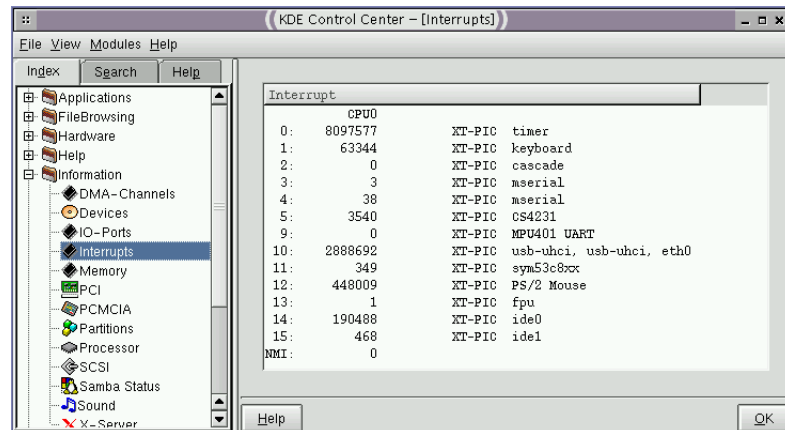 KDE Control Center - [Interrupts]
File View Modules Help
Index Search Help
Applications
FileBrowsing
Hardware
Help
Information
DMA-Channels
Devices
IO-Ports
Interrupts
Memory
PCI
PCMCIA
Partitions
Processor
SCSI
Samba Status
Sound
X-Server
Interrupt
CPU0
0: 8097577 XT-PIC timer
1: 63344 XT-PIC keyboard
2: 0 XT-PIC cascade
3: 3 XT-PIC mserial
4: 38 XT-PIC mserial
5: 3540 XT-PIC CS4231
9: 0 XT-PIC MPU401 UART
10: 2888692 XT-PIC usb-uhci, usb-uhci, eth0
11: 349 XT-PIC sym53c8xx
12: 448009 XT-PIC PS/2 Mouse
13: 1 XT-PIC fpu
14: 190488 XT-PIC ide0
15: 468 XT-PIC ide1
NMI: 0
Help OK